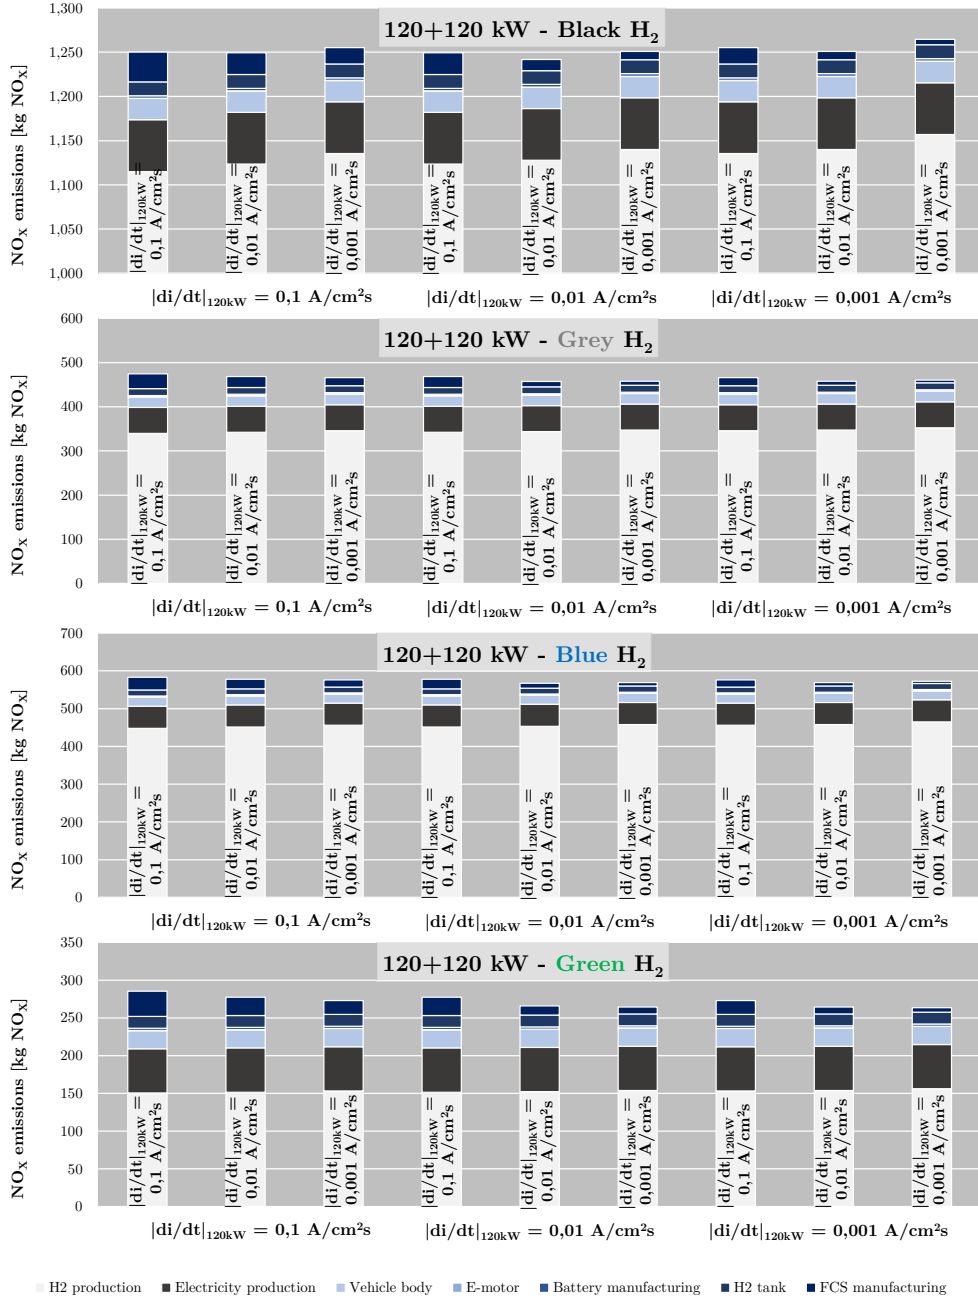 120+120 kW - Black H₂
NOX emissions [kg NOX]
1,300
1,250
1,200
1,150
1,100
1,050
1,000
|di/dt|120kW =
0,1 A/cm²s
|di/dt|120kW =
0,01 A/cm²s
|di/dt|120kW =
0,001 A/cm²s
|di/dt|120kW =
0,1 A/cm²s
|di/dt|120kW =
0,01 A/cm²s
|di/dt|120kW =
0,001 A/cm²s
|di/dt|120kW =
0,1 A/cm²s
|di/dt|120kW =
0,01 A/cm²s
|di/dt|120kW =
0,001 A/cm²s
|di/dt|120kW = 0,1 A/cm²s
|di/dt|120kW = 0,01 A/cm²s
|di/dt|120kW = 0,001 A/cm²s
120+120 kW - Grey H₂
NOX emissions [kg NOX]
600
500
400
300
200
100
0
|di/dt|120kW =
0,1 A/cm²s
|di/dt|120kW =
0,01 A/cm²s
|di/dt|120kW =
0,001 A/cm²s
|di/dt|120kW =
0,1 A/cm²s
|di/dt|120kW =
0,01 A/cm²s
|di/dt|120kW =
0,001 A/cm²s
|di/dt|120kW =
0,1 A/cm²s
|di/dt|120kW =
0,01 A/cm²s
|di/dt|120kW =
0,001 A/cm²s
|di/dt|120kW = 0,1 A/cm²s
|di/dt|120kW = 0,01 A/cm²s
|di/dt|120kW = 0,001 A/cm²s
120+120 kW - Blue H₂
NOX emissions [kg NOX]
700
600
500
400
300
200
100
0
|di/dt|120kW =
0,1 A/cm²s
|di/dt|120kW =
0,01 A/cm²s
|di/dt|120kW =
0,001 A/cm²s
|di/dt|120kW =
0,1 A/cm²s
|di/dt|120kW =
0,01 A/cm²s
|di/dt|120kW =
0,001 A/cm²s
|di/dt|120kW =
0,1 A/cm²s
|di/dt|120kW =
0,01 A/cm²s
|di/dt|120kW =
0,001 A/cm²s
|di/dt|120kW = 0,1 A/cm²s
|di/dt|120kW = 0,01 A/cm²s
|di/dt|120kW = 0,001 A/cm²s
120+120 kW - Green H₂
NOX emissions [kg NOX]
350
300
250
200
150
100
50
0
|di/dt|120kW =
0,1 A/cm²s
|di/dt|120kW =
0,01 A/cm²s
|di/dt|120kW =
0,001 A/cm²s
|di/dt|120kW =
0,1 A/cm²s
|di/dt|120kW =
0,01 A/cm²s
|di/dt|120kW =
0,001 A/cm²s
|di/dt|120kW =
0,1 A/cm²s
|di/dt|120kW =
0,01 A/cm²s
|di/dt|120kW =
0,001 A/cm²s
|di/dt|120kW = 0,1 A/cm²s
|di/dt|120kW = 0,01 A/cm²s
|di/dt|120kW = 0,001 A/cm²s
H2 production
Electricity production
Vehicle body
E-motor
Battery manufacturing
H2 tank
FCS manufacturing